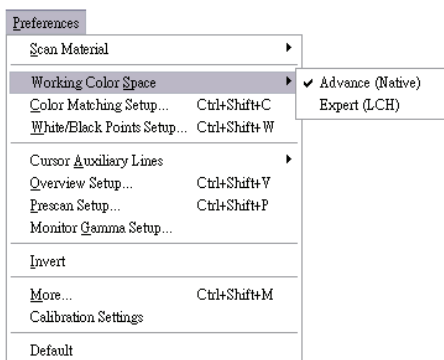 Preferences
Scan Material
Working Color Space
Advance (Native)
Expert (LCH)
Color Matching Setup... Ctrl+Shift+C
White/Black Points Setup... Ctrl+Shift+W
Cursor Auxiliary Lines
Overview Setup... Ctrl+Shift+V
Prescan Setup... Ctrl+Shift+P
Monitor Gamma Setup...
Invert
More... Ctrl+Shift+M
Calibration Settings
Default